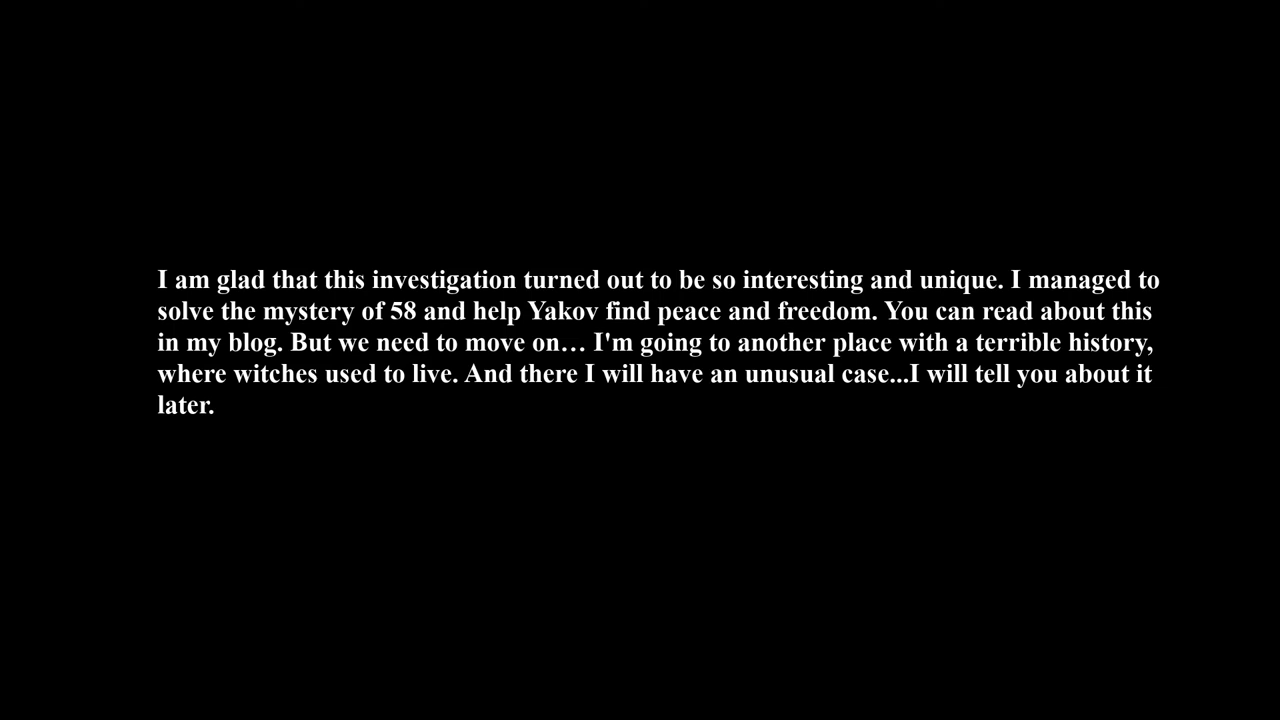 I am glad that this investigation turned out to be so interesting and unique. I managed to
solve the mystery of 58 and help Yakov find peace and freedom. You can read about this
in my blog. But we need to move on… I'm going to another place with a terrible history,
where witches used to live. And there I will have an unusual case...I will tell you about it
later.